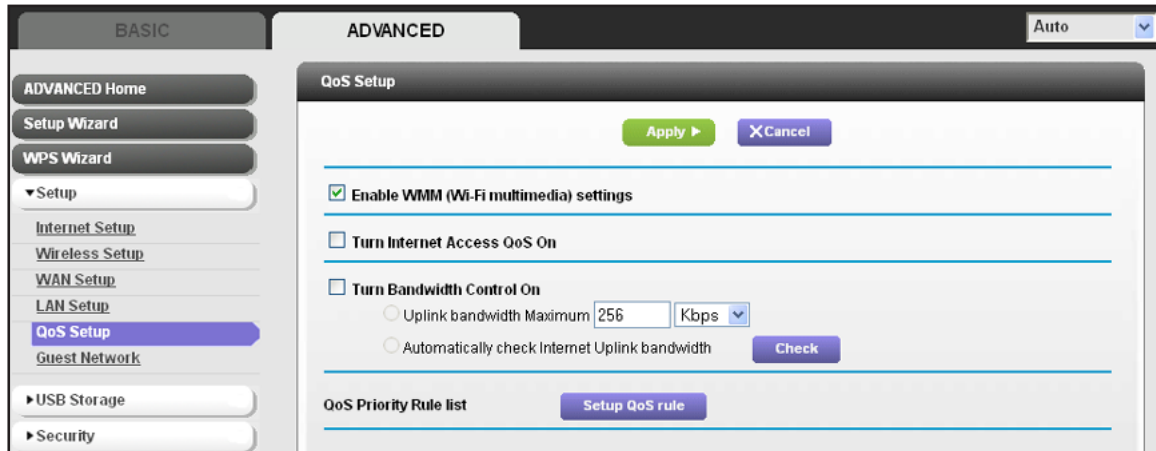 BASIC
ADVANCED
Auto
ADVANCED Home
Setup Wizard
WPS Wizard
▼Setup
Internet Setup
Wireless Setup
WAN Setup
LAN Setup
QoS Setup
Guest Network
▶USB Storage
▶Security
QoS Setup
Apply ▶
XCancel
Enable WMM (Wi-Fi multimedia) settings
Turn Internet Access QoS On
Turn Bandwidth Control On
Uplink bandwidth Maximum 256 Kbps
Automatically check Internet Uplink bandwidth Check
QoS Priority Rule list Setup QoS rule